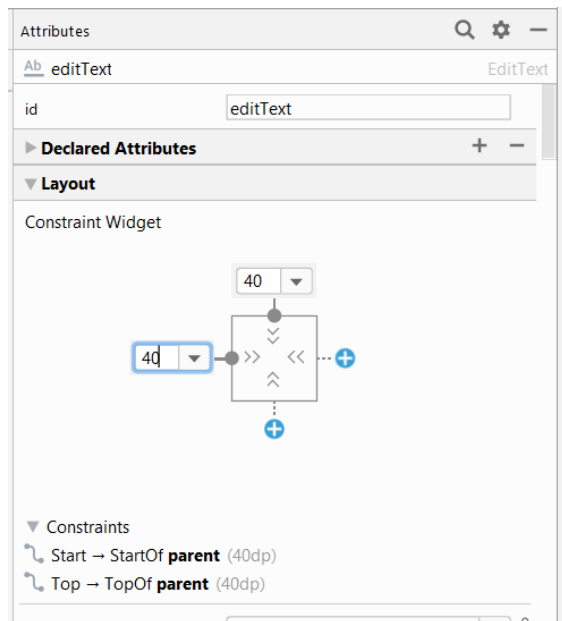 Attributes
Ab editText EditText
id editText
Declared Attributes
Layout
Constraint Widget
40
40
Constraints
Start → StartOf parent (40dp)
Top → TopOf parent (40dp)